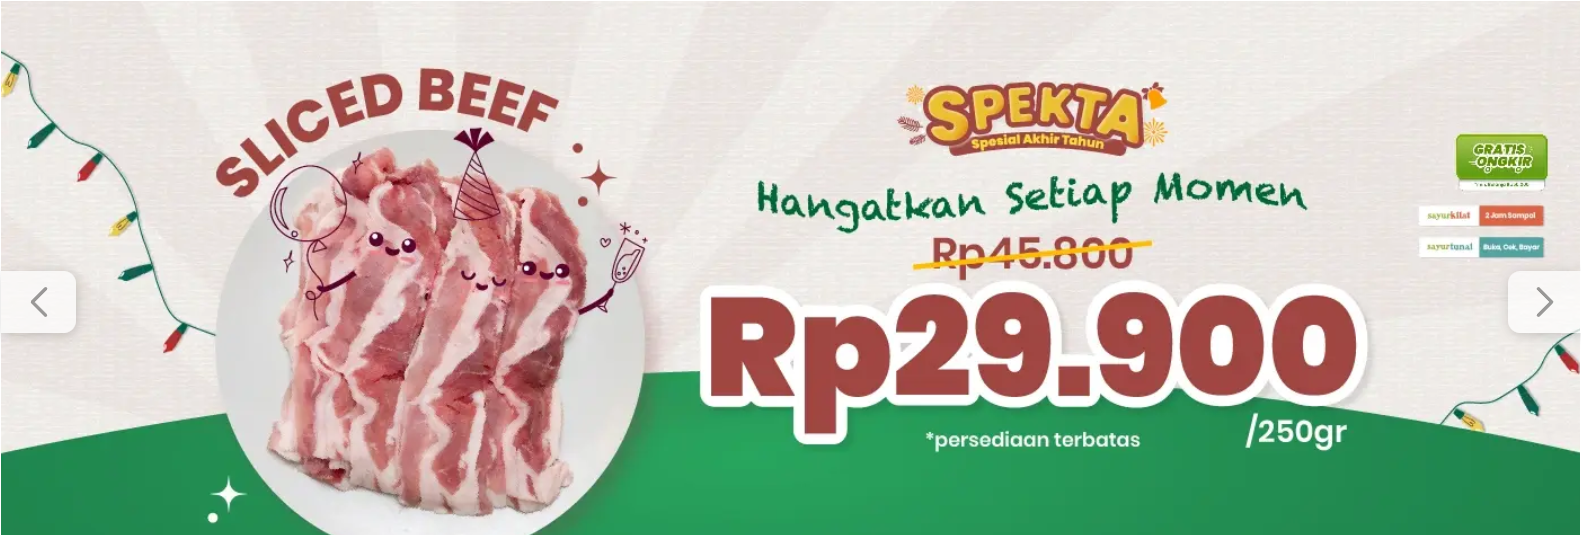 SLICED BEEF
SPEKTA
Spesial Akhir Tahun
Hangatkan Setiap Momen
Rp45.800
Rp29.900
/250gr
*persediaan terbatas
GRATIS
ONGKIR
sayurkilat 2 Jam Sampai
sayurtunai Buka, Cek, Bayar